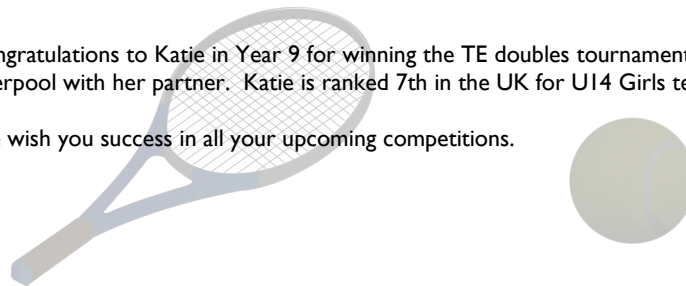 ngratulations to Katie in Year 9 for winning the TE doubles tournament
erpool with her partner.  Katie is ranked 7th in the UK for U14 Girls te
wish you success in all your upcoming competitions.